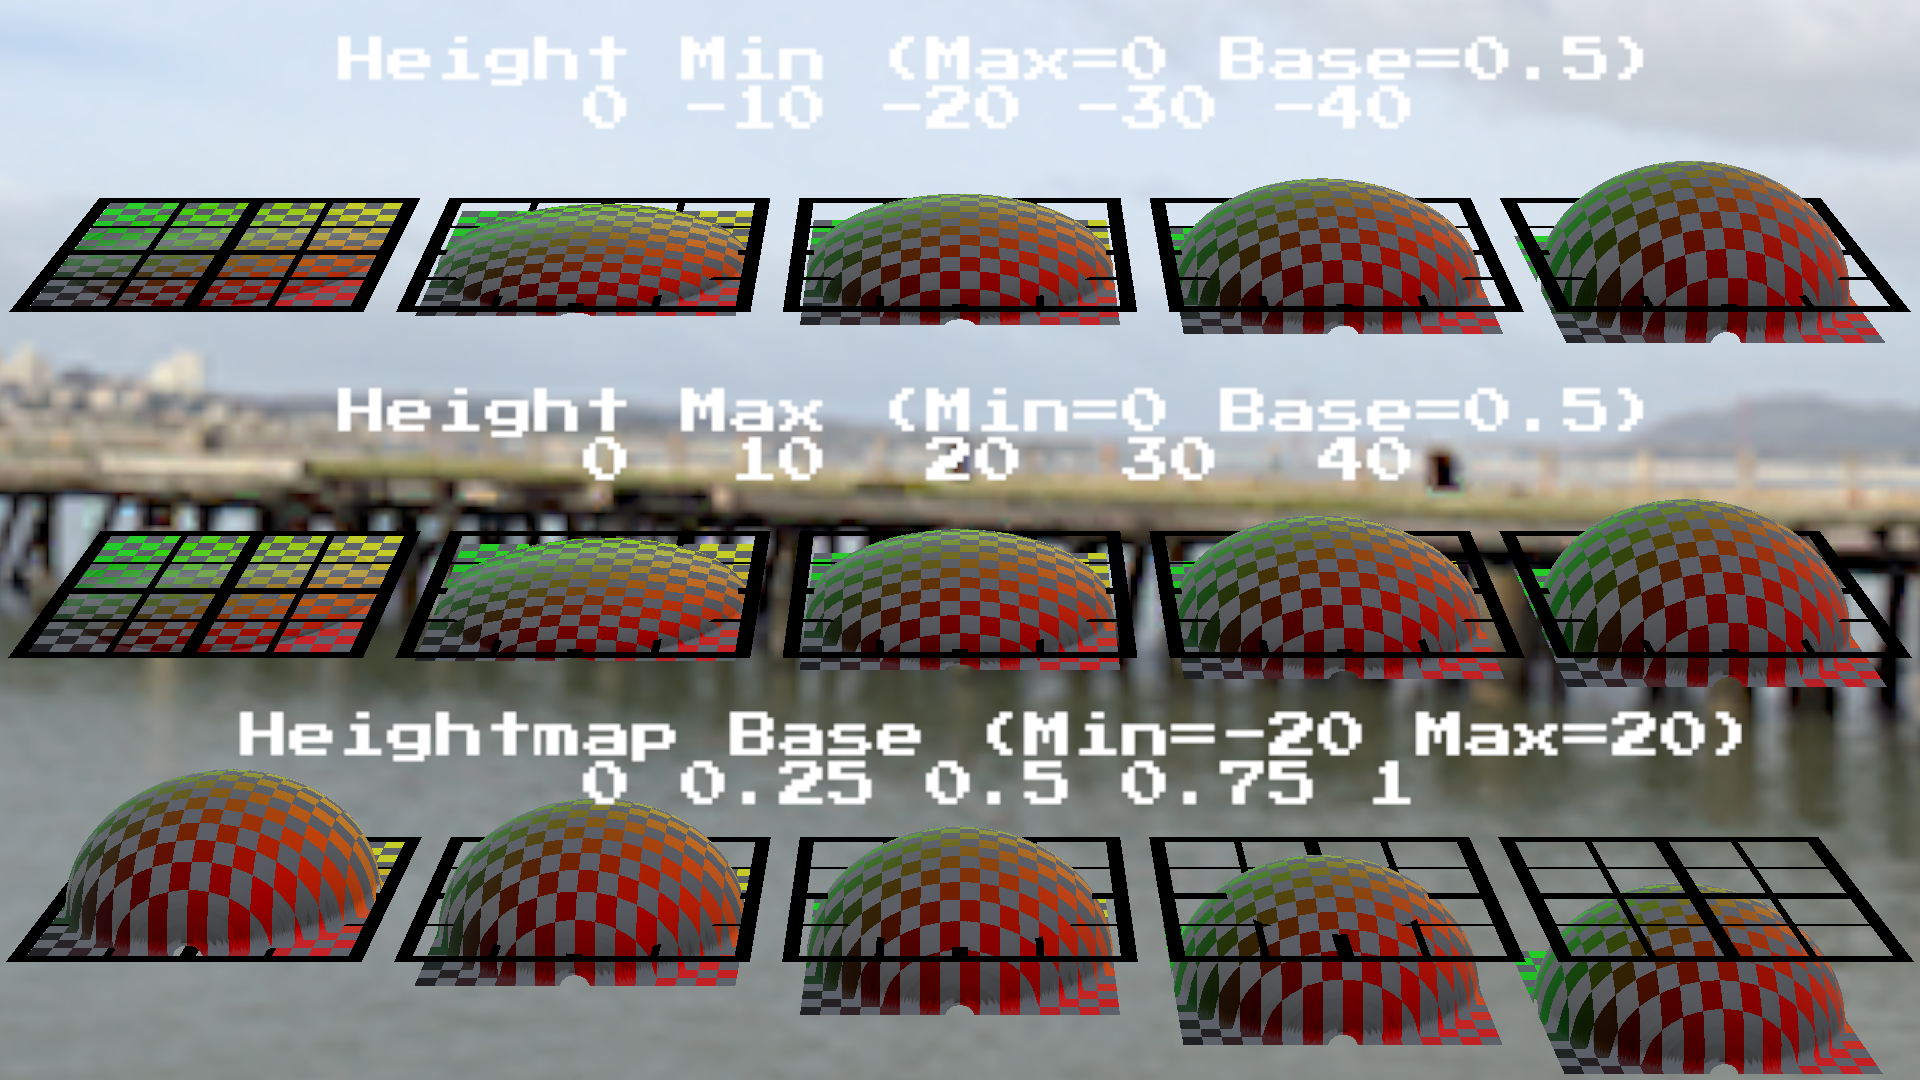 Height Min (Max=0 Base=0.5)
0 -10 -20 -30 -40
Height Max (Min=0 Base=0.5)
0 10 20 30 40
Heightmap Base (Min=-20 Max=20)
0 0.25 0.5 0.75 1